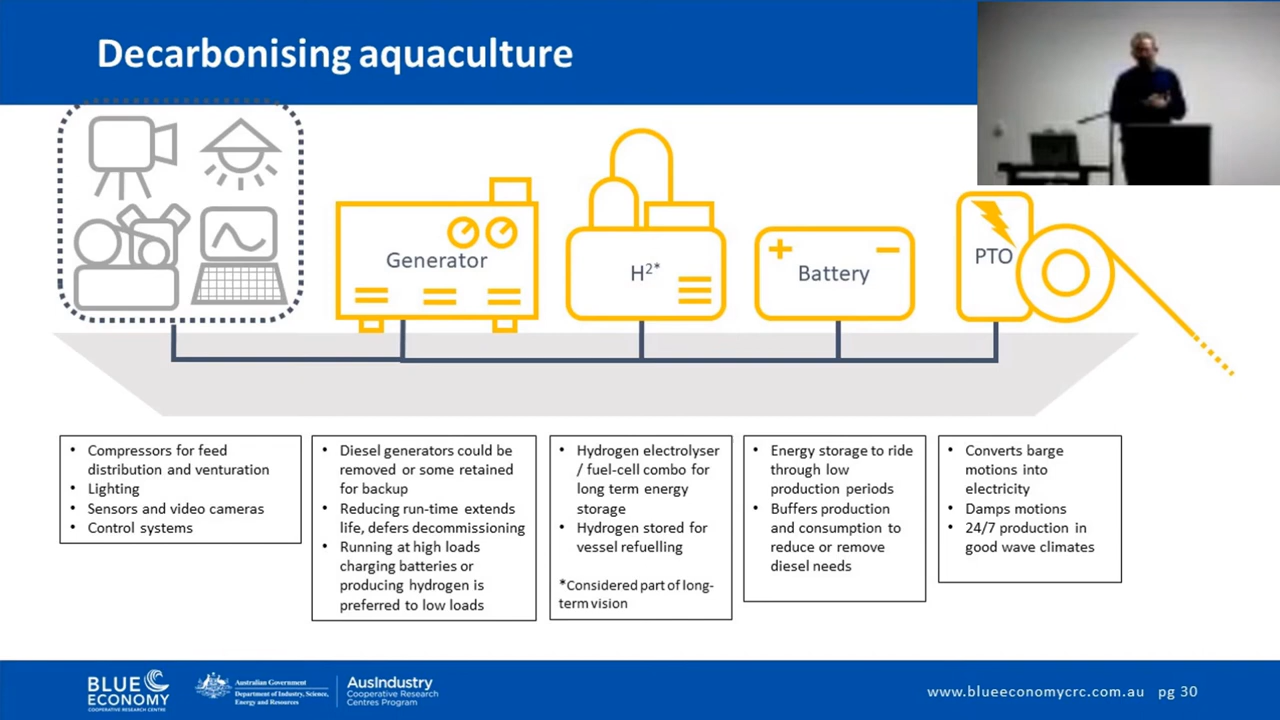 Decarbonising aquaculture
Generator
H2*
Battery
PTO
• Compressors for feed
distribution and venturation
• Lighting
• Sensors and video cameras
• Control systems
• Diesel generators could be
removed or some retained
for backup
• Reducing run-time extends
life, defers decommissioning
• Running at high loads
charging batteries or
producing hydrogen is
preferred to low loads
• Hydrogen electrolyser
/ fuel-cell combo for
long term energy
storage
• Hydrogen stored for
vessel refuelling
*Considered part of long-
term vision
• Energy storage to ride
through low
production periods
• Buffers production
and consumption to
reduce or remove
diesel needs
• Converts barge
motions into
electricity
• Damps motions
• 24/7 production in
good wave climates
BLUE
ECONOMY
COOPERATIVE RESEARCH CENTRE
Australian Government
Department of Industry, Science,
Energy and Resources
AusIndustry
Cooperative Research
Centres Program
www.blueeconomycrc.com.au pg 30